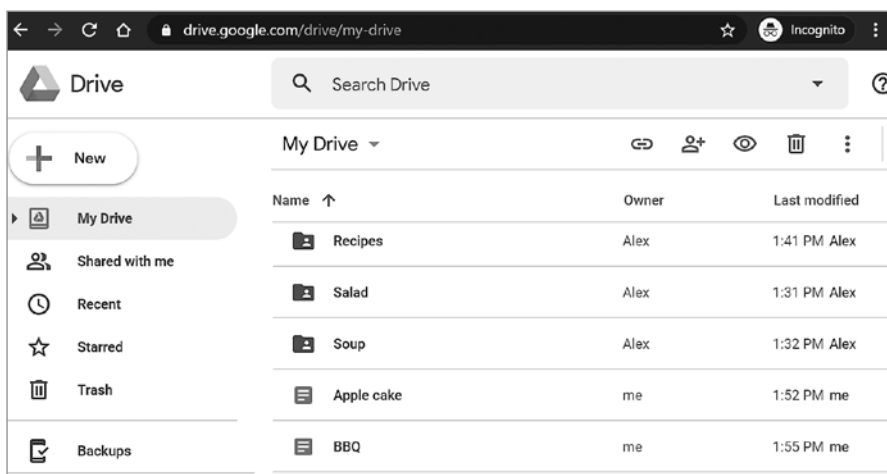 drive.google.com/drive/my-drive Incognito
Drive
Search Drive
New
My Drive
Shared with me
Recent
Starred
Trash
Backups
My Drive
Name Owner Last modified
Recipes Alex 1:41 PM Alex
Salad Alex 1:31 PM Alex
Soup Alex 1:32 PM Alex
Apple cake me 1:52 PM me
BBQ me 1:55 PM me